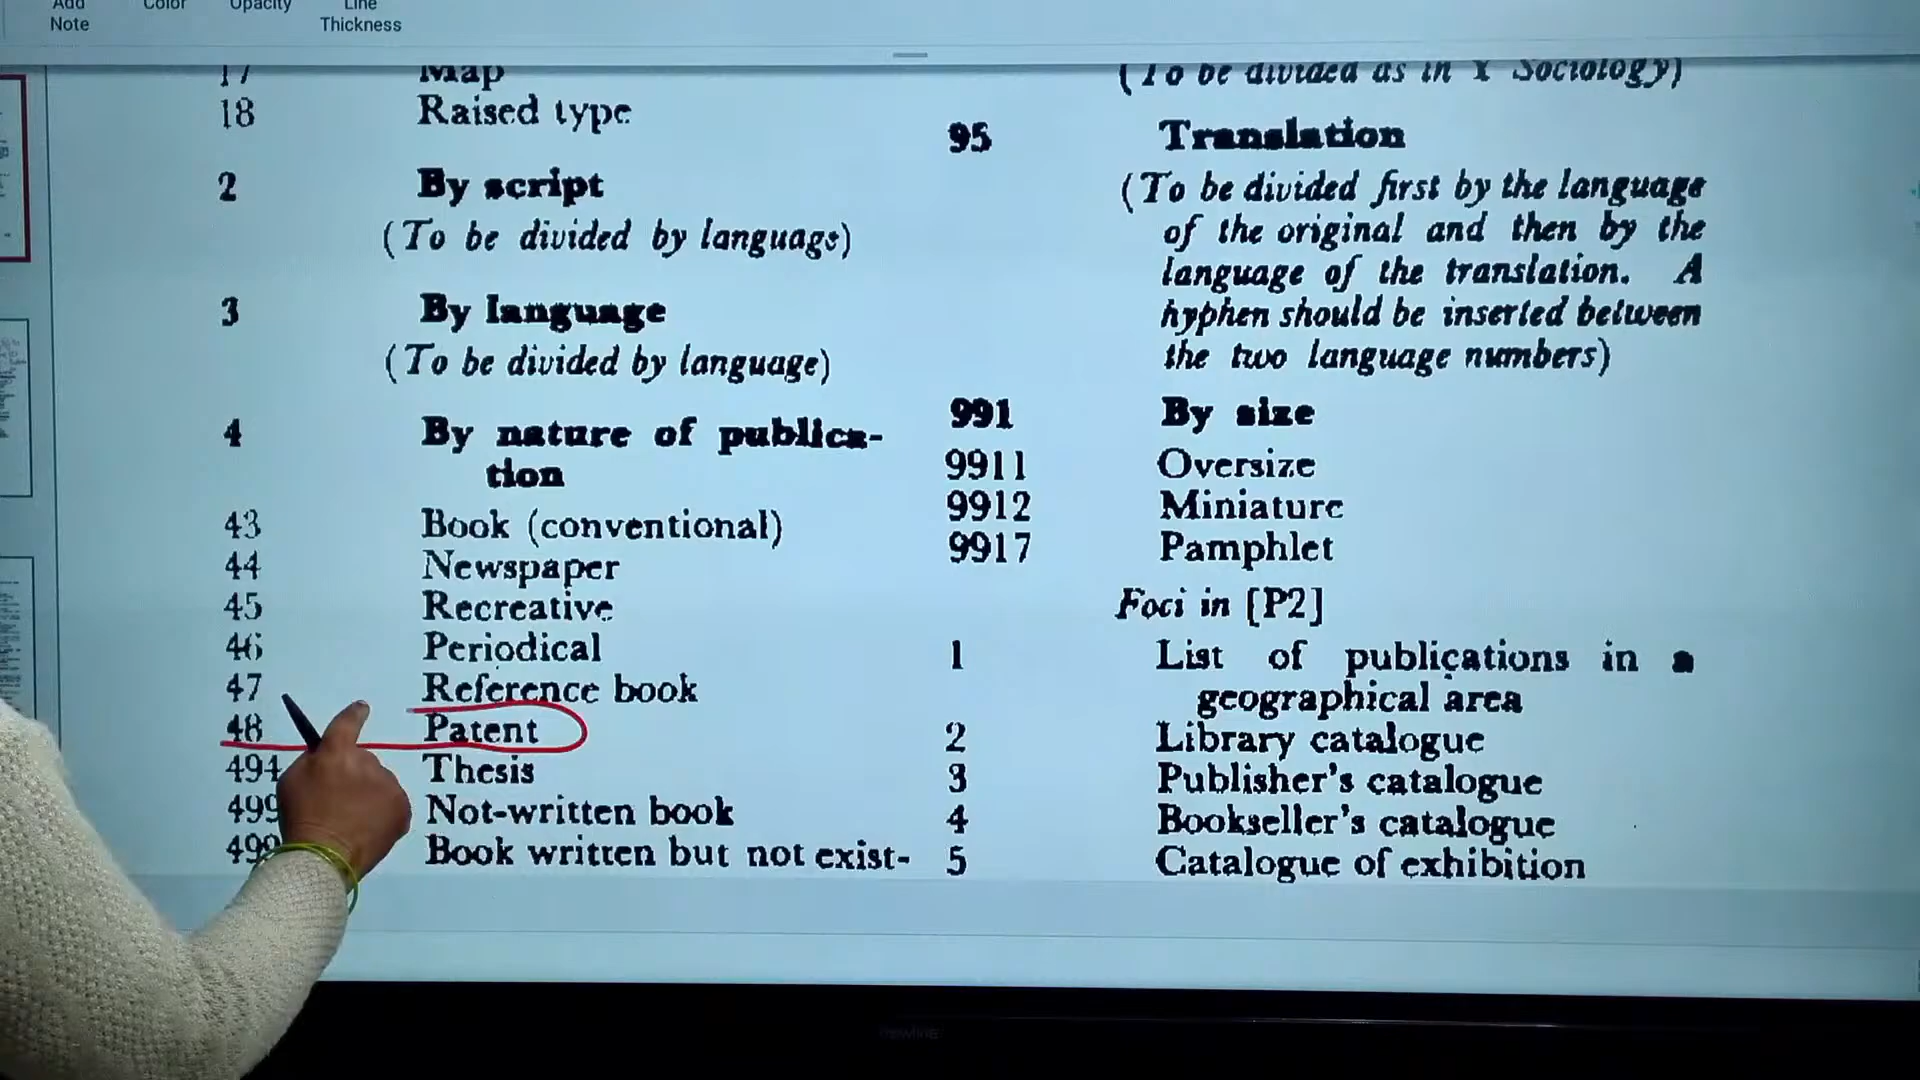 Add
Note
Color
Opacity
Line
Thickness
17 Map
18 Raised type
2 By script
(To be divided by language)
3 By language
(To be divided by language)
4 By nature of publica-
tion
43 Book (conventional)
44 Newspaper
45 Recreative
46 Periodical
47 Reference book
48 Patent
494 Thesis
499 Not-written book
499 Book written but not exist-
(To be divided as in Y Sociology)
95 Translation
(To be divided first by the language
of the original and then by the
language of the translation. A
hyphen should be inserted between
the two language numbers)
991 By size
9911 Oversize
9912 Miniature
9917 Pamphlet
Foci in [P2]
1 List of publications in a
geographical area
2 Library catalogue
3 Publisher's catalogue
4 Bookseller's catalogue
5 Catalogue of exhibition
newline